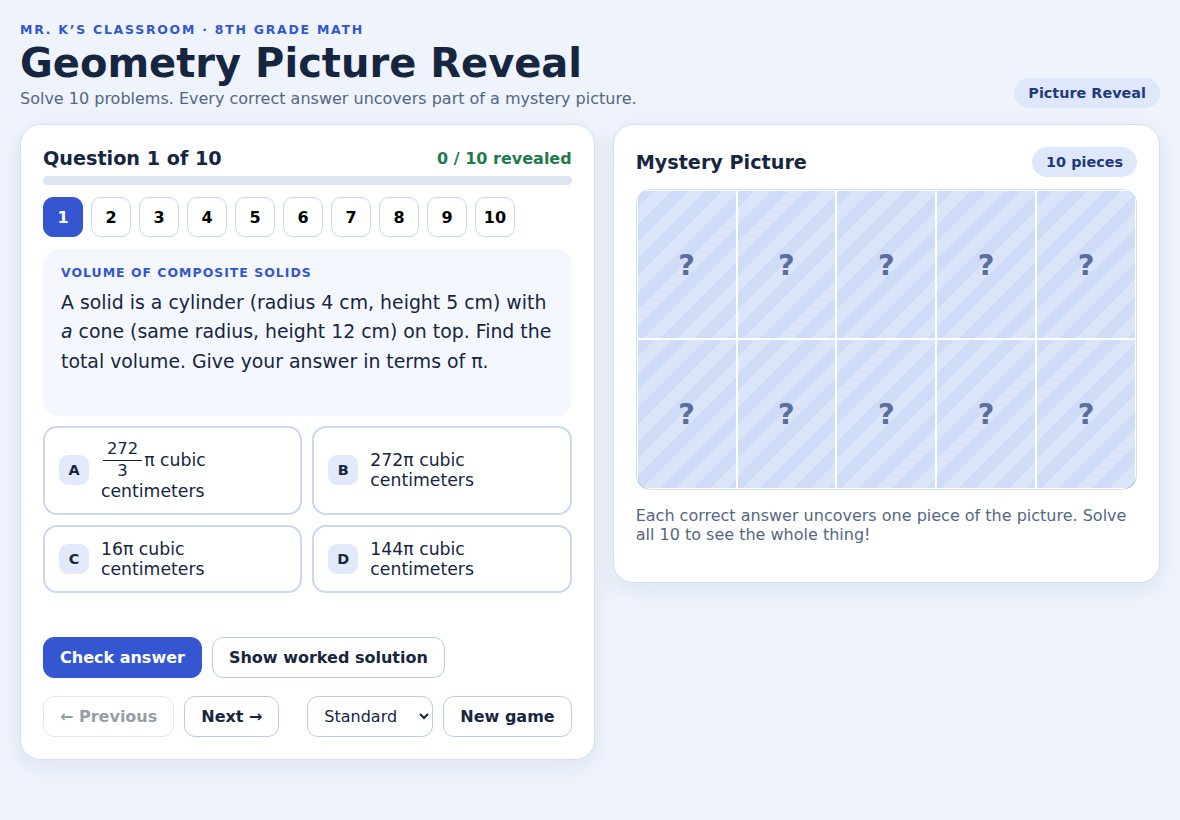 MR. K’S CLASSROOM · 8TH GRADE MATH
Geometry Picture Reveal
Solve 10 problems. Every correct answer uncovers part of a mystery picture.
Picture Reveal
Question 1 of 10
0 / 10 revealed
1 2 3 4 5 6 7 8 9 10
VOLUME OF COMPOSITE SOLIDS
A solid is a cylinder (radius 4 cm, height 5 cm) with
a cone (same radius, height 12 cm) on top. Find the
total volume. Give your answer in terms of π.
A
272/3 π cubic
centimeters
B
272π cubic
centimeters
C
16π cubic
centimeters
D
144π cubic
centimeters
Check answer
Show worked solution
← Previous
Next →
Standard
New game
Mystery Picture
10 pieces
? ? ? ? ?
? ? ? ? ?
Each correct answer uncovers one piece of the picture. Solve
all 10 to see the whole thing!